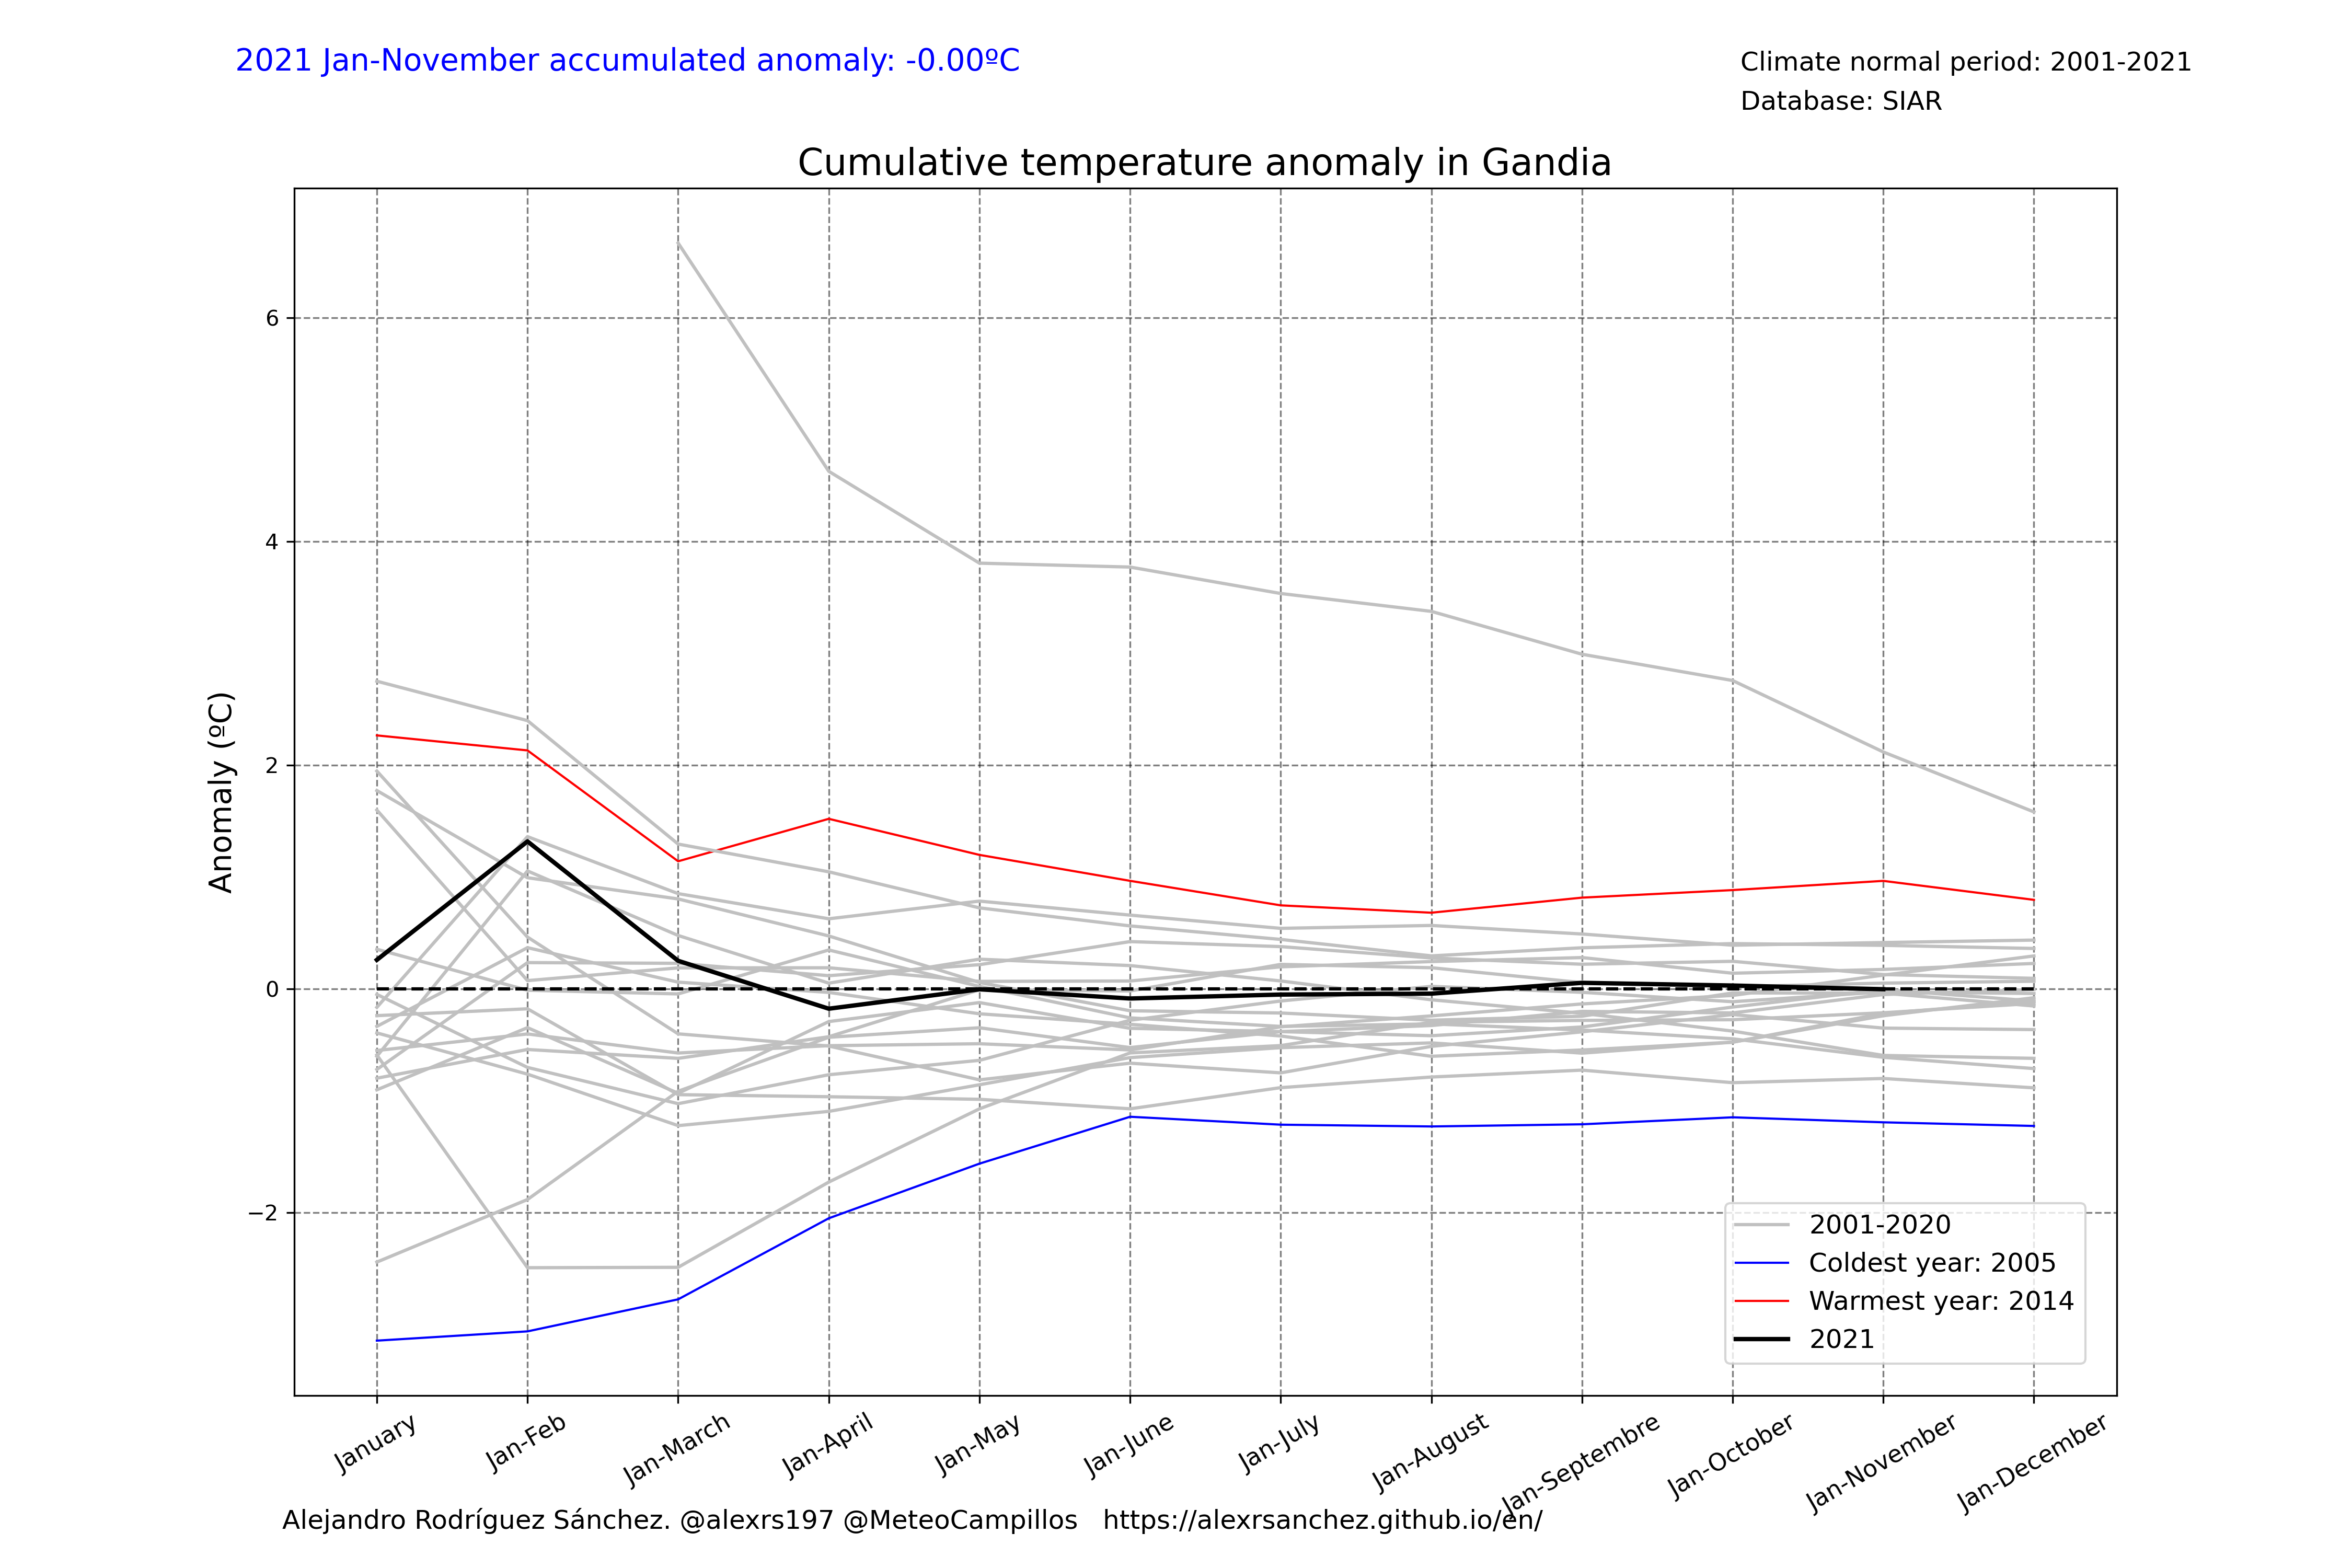 2021 Jan-November accumulated anomaly: -0.00ºC
Climate normal period: 2001-2021
Database: SIAR
Cumulative temperature anomaly in Gandia
Anomaly (ºC)
6
4
2
0
−2
2001-2020
Coldest year: 2005
Warmest year: 2014
2021
January
Jan-Feb
Jan-March
Jan-April
Jan-May
Jan-June
Jan-July
Jan-August
Jan-Septembre
Jan-October
Jan-November
Jan-December
Alejandro Rodríguez Sánchez. @alexrs197 @MeteoCampillos   https://alexrsanchez.github.io/en/